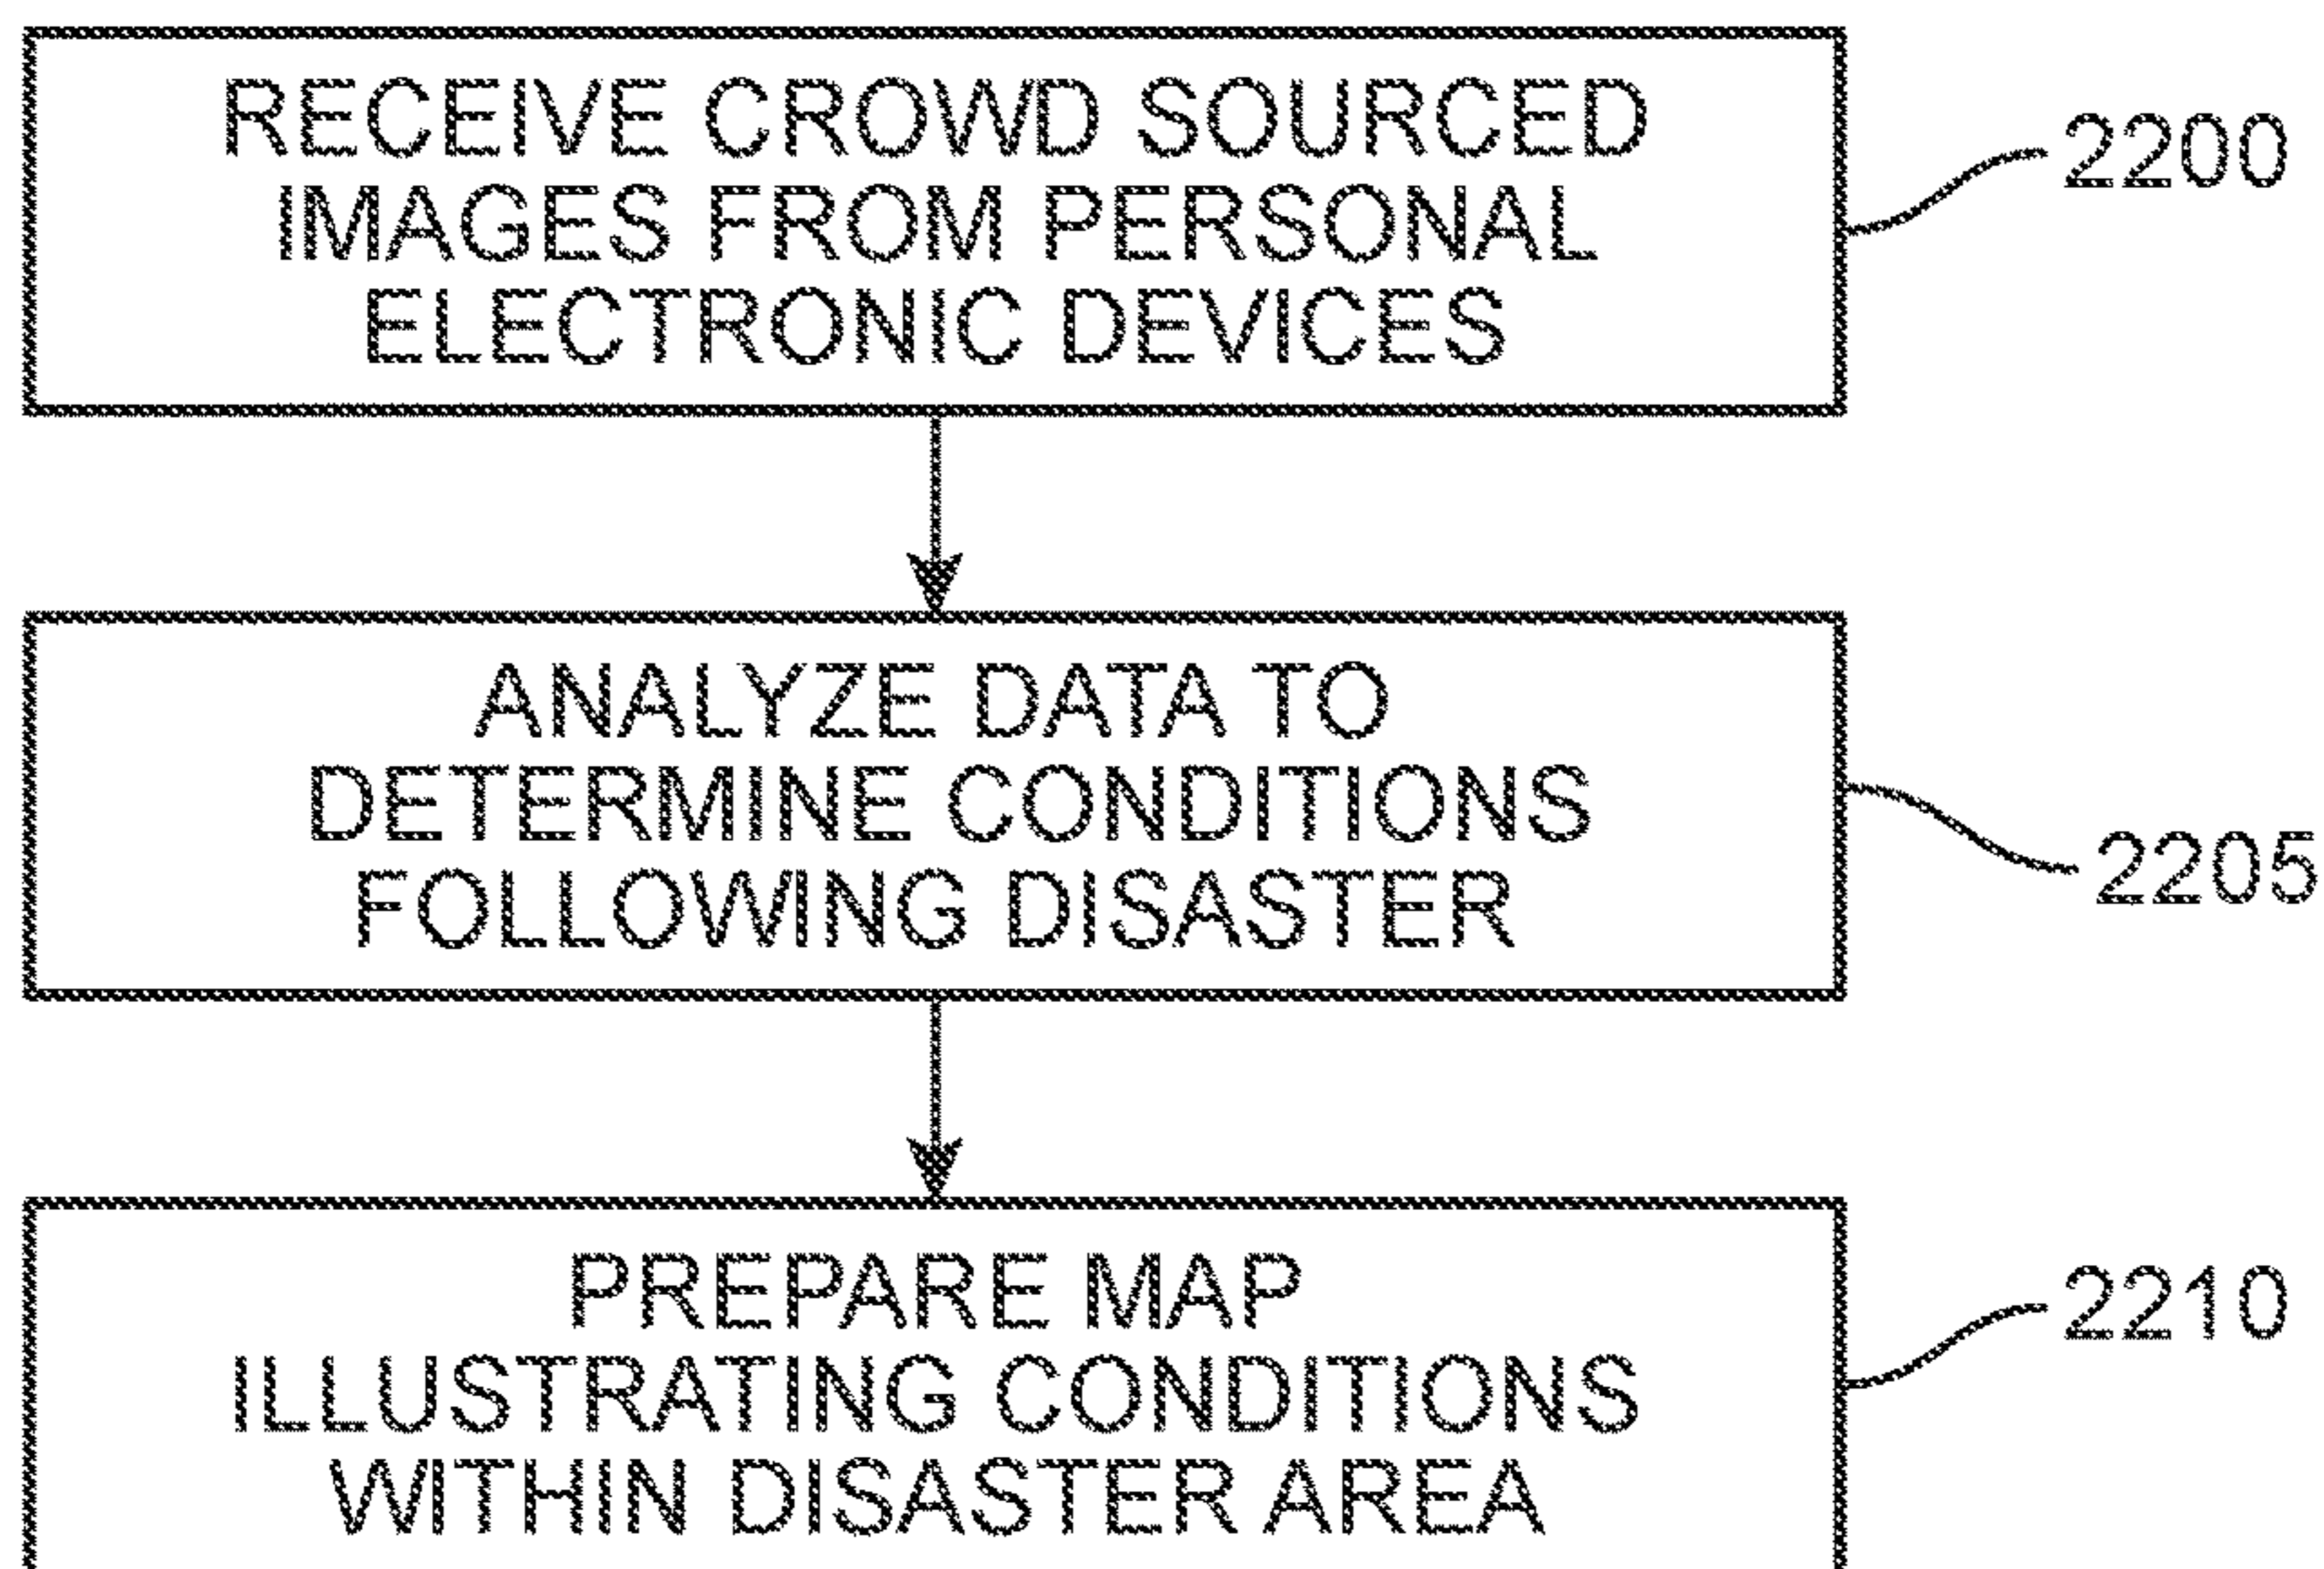 RECEIVE CROWD SOURCED
IMAGES FROM PERSONAL
ELECTRONIC DEVICES
2200
ANALYZE DATA TO
DETERMINE CONDITIONS
FOLLOWING DISASTER
2205
PREPARE MAP
ILLUSTRATING CONDITIONS
WITHIN DISASTER AREA
2210